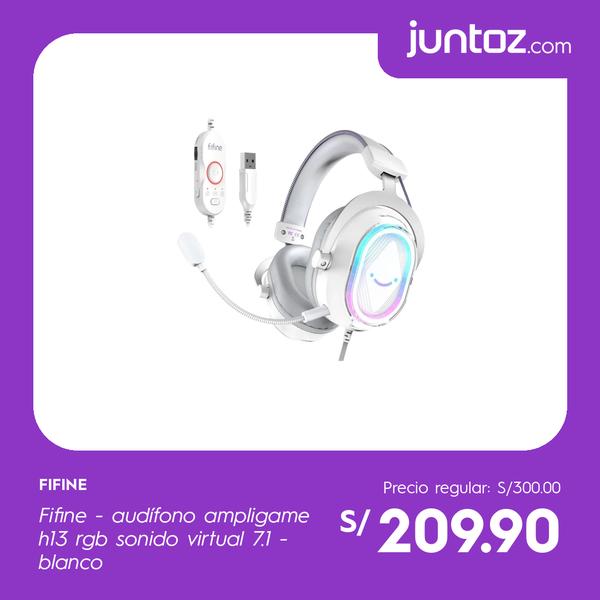 juntoz.com
fifine
FIFINE
Fifine - audífono ampligame
h13 rgb sonido virtual 7.1 -
blanco
Precio regular: S/300.00
S/ 209.90